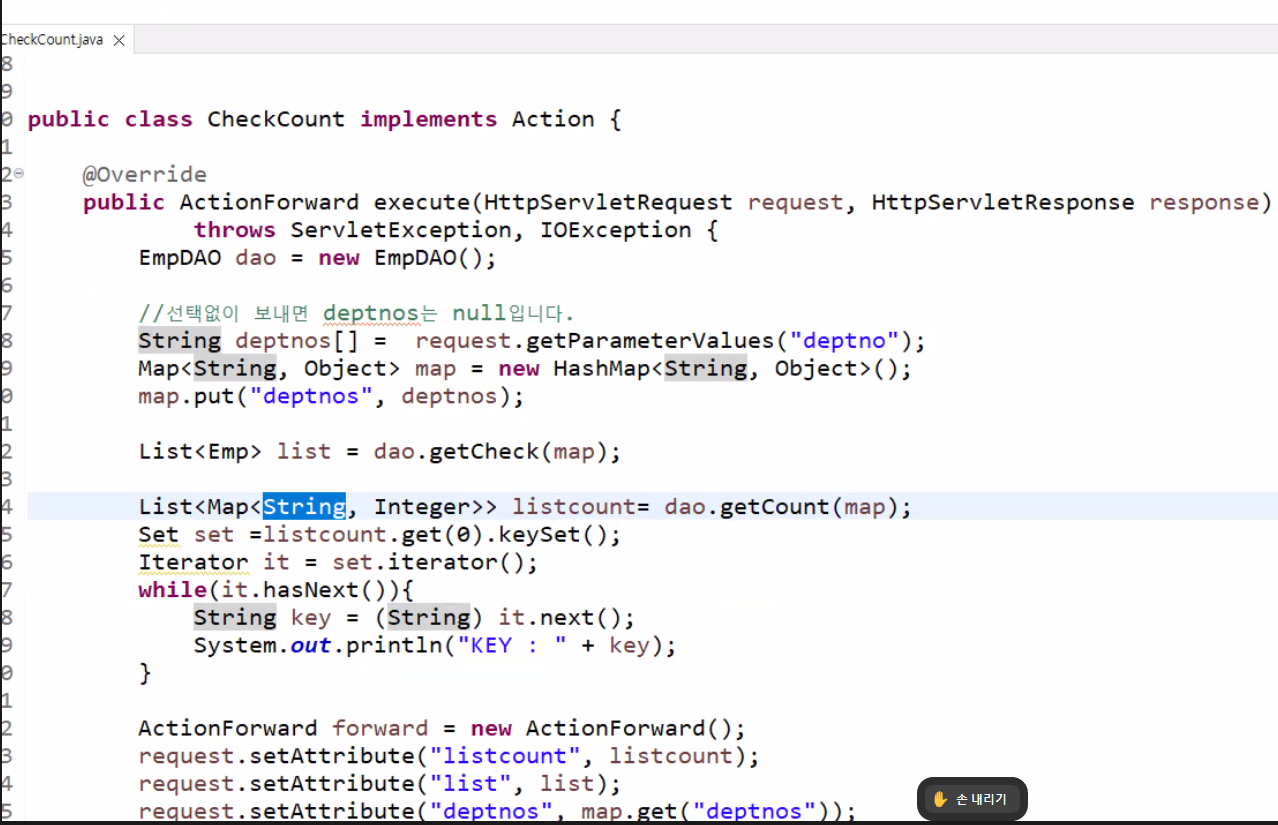 CheckCount.java
8
9
0 public class CheckCount implements Action {
1
2 @Override
3 public ActionForward execute(HttpServletRequest request, HttpServletResponse response)
4 throws ServletException, IOException {
5 EmpDAO dao = new EmpDAO();
6
7 //선택없이 보내면 deptnos는 null입니다.
8 String deptnos[] =  request.getParameterValues("deptno");
9 Map<String, Object> map = new HashMap<String, Object>();
0 map.put("deptnos", deptnos);
1
2 List<Emp> list = dao.getCheck(map);
3
4 List<Map<String, Integer>> listcount= dao.getCount(map);
5 Set set =listcount.get(0).keySet();
6 Iterator it = set.iterator();
7 while(it.hasNext()){
8 String key = (String) it.next();
9 System.out.println("KEY : " + key);
0 }
1
2 ActionForward forward = new ActionForward();
3 request.setAttribute("listcount", listcount);
4 request.setAttribute("list", list);
5 request.setAttribute("deptnos", map.get("deptnos"));
손 내리기